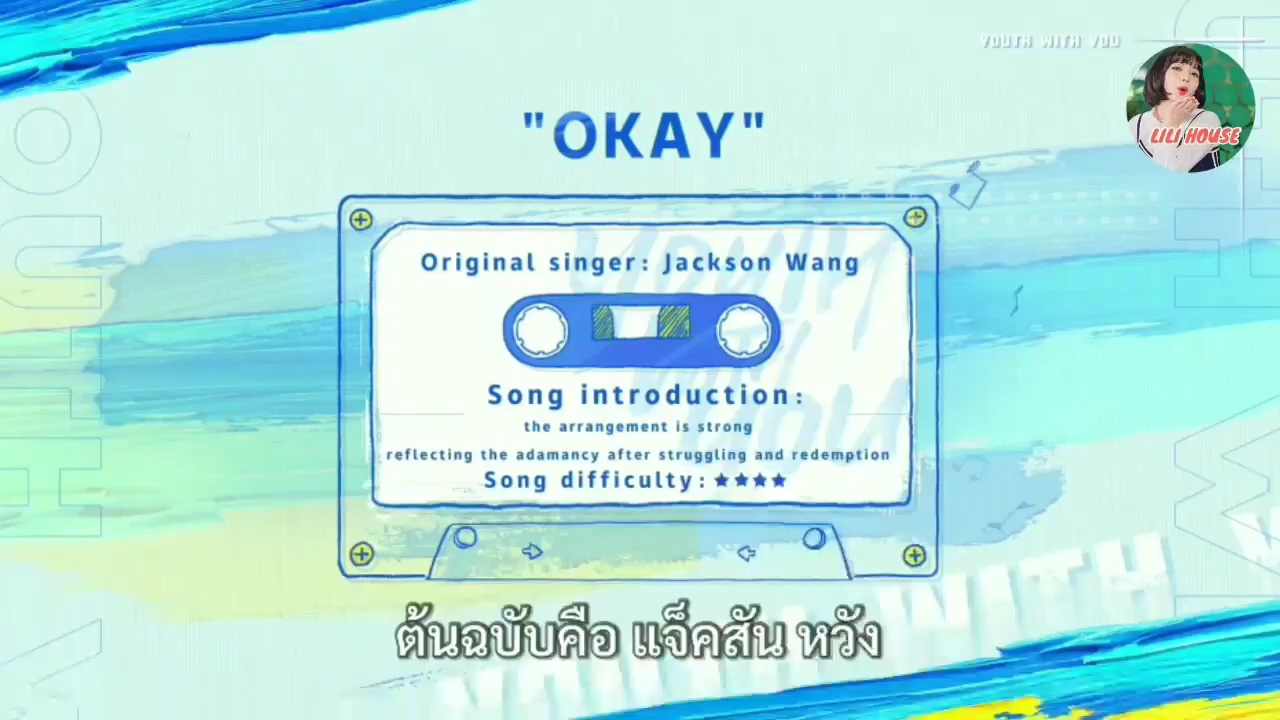 YOUTH WITH YOU
LILI HOUSE
"OKAY"
Original singer: Jackson Wang
Song introduction:
the arrangement is strong
reflecting the adamancy after struggling and redemption
Song difficulty: ★★★★
ต้นฉบับคือ แจ็คสัน หวัง